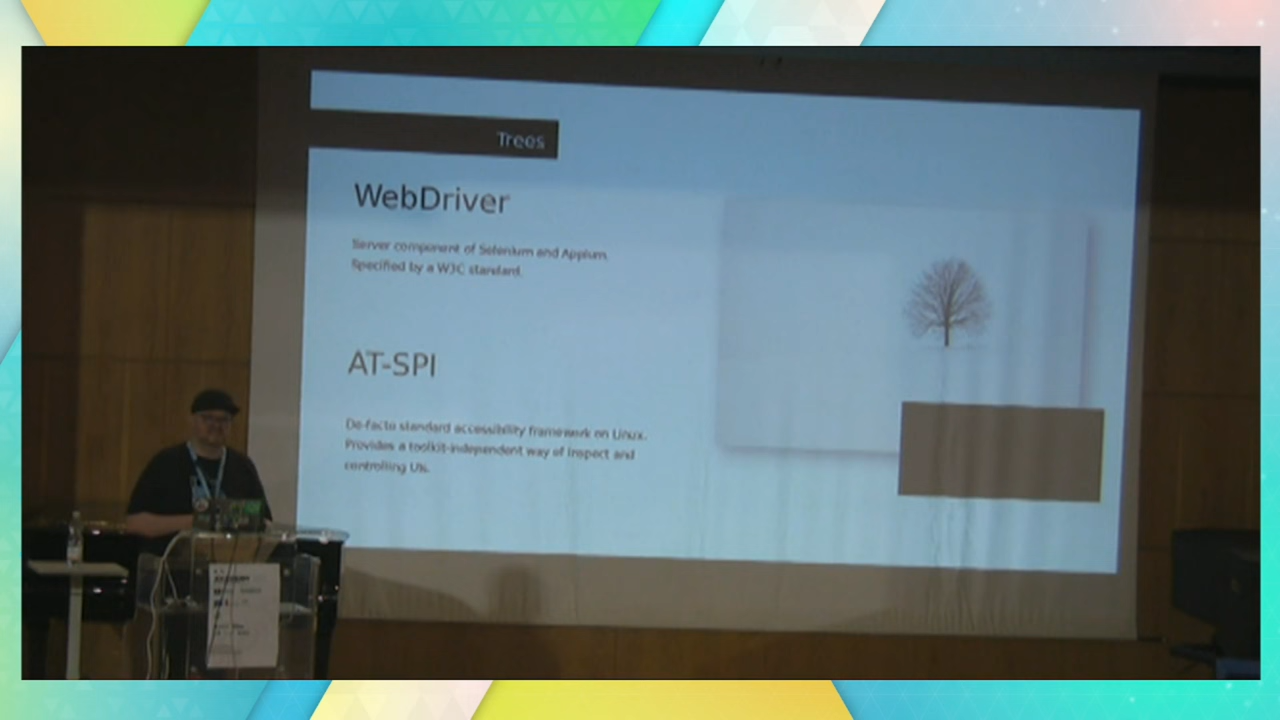 Trees
WebDriver
Server component of Selenium and Appium.
Specified by a W3C standard.
AT-SPI
De-facto standard accessibility framework on Linux.
Provides a toolkit-independent way of inspect and
controlling UIs.